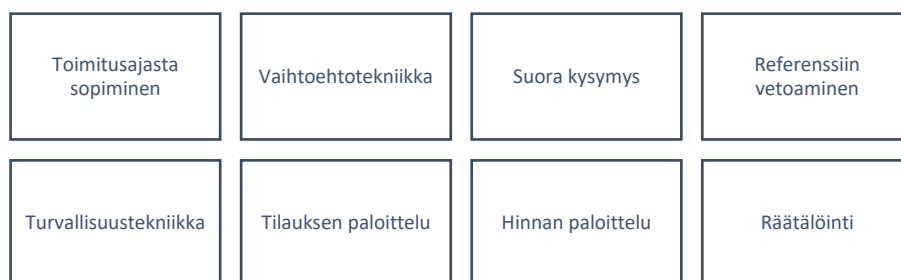 Toimitusajasta
sopiminen
Vaihtoehtotekniikka
Suora kysymys
Referenssiin
vetoaminen
Turvallisuustekniikka
Tilauksen paloittelu
Hinnan paloittelu
Räätälöinti